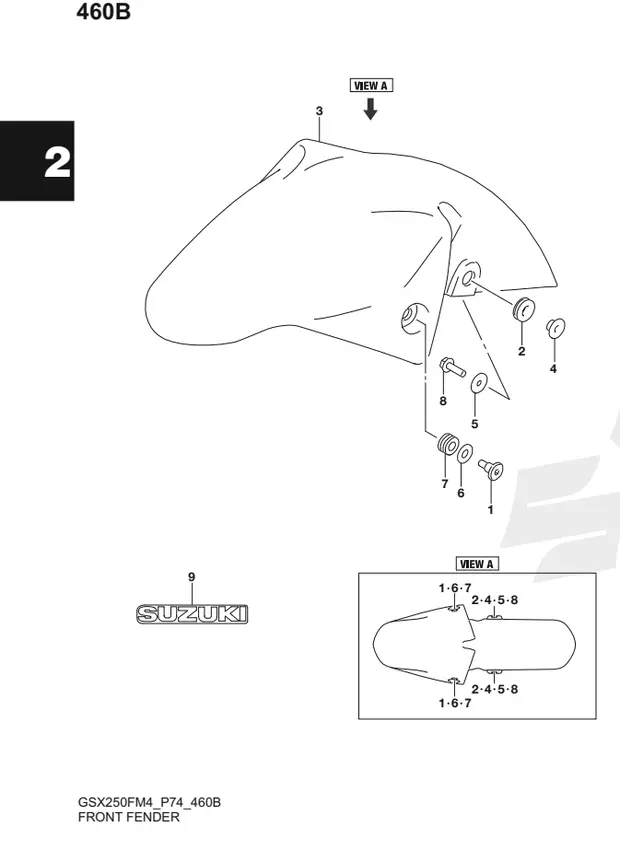 460B
VIEW A
3
2
2
4
8
5
7
6
1
VIEW A
9
1·6·7
2·4·5·8
SUZUKI
2·4·5·8
1·6·7
GSX250FM4_P74_460B
FRONT FENDER